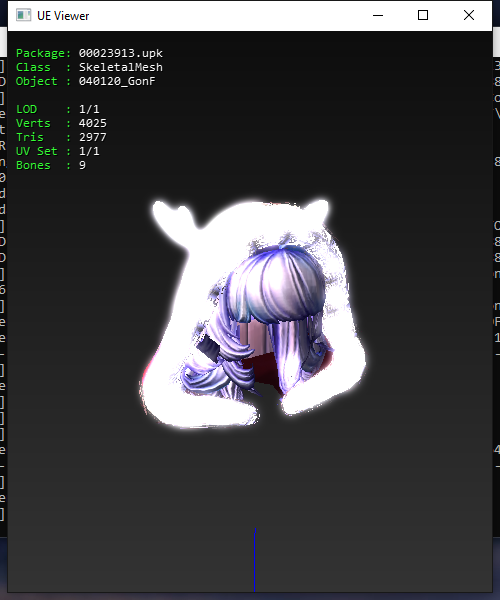 UE Viewer
Package: 00023913.upk
Class : SkeletalMesh
Object : 040120_GonF
LOD : 1/1
Verts : 4025
Tris : 2977
UV Set : 1/1
Bones : 9